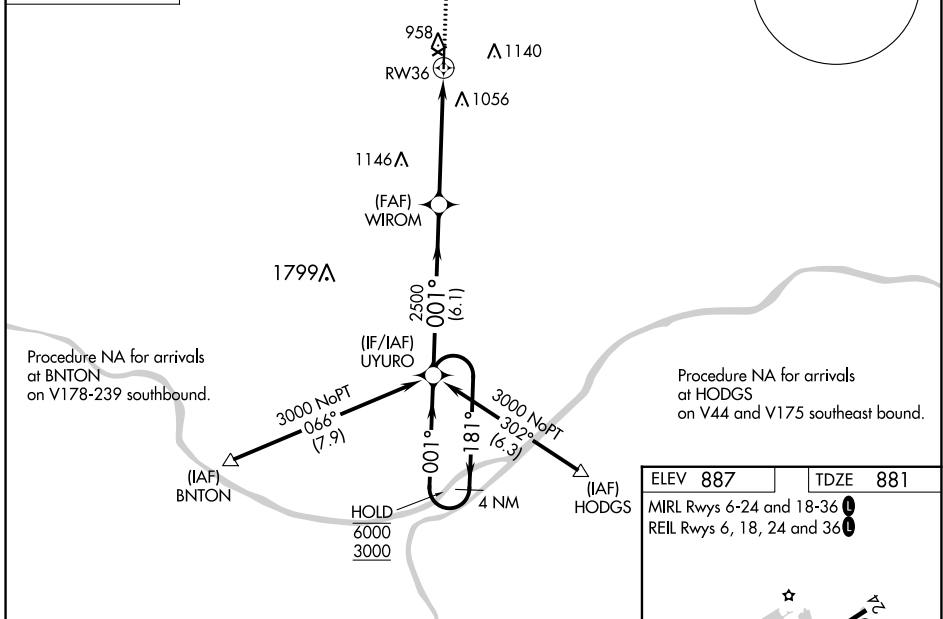 958
1140
RW36
1056
1146
(FAF)
WIROM
1799
2500
001°
(6.1)
(IF/IAF)
UYURO
Procedure NA for arrivals
at BNTON
on V178-239 southbound.
Procedure NA for arrivals
at HODGS
on V44 and V175 southeast bound.
3000 NoPT
066°
(7.9)
3000 NoPT
302°
(6.3)
001°
181°
(IAF)
BNTON
(IAF)
HODGS
4 NM
HOLD
6000
3000
ELEV 887
TDZE 881
MIRL Rwys 6-24 and 18-36 L
REIL Rwys 6, 18, 24 and 36 L
24